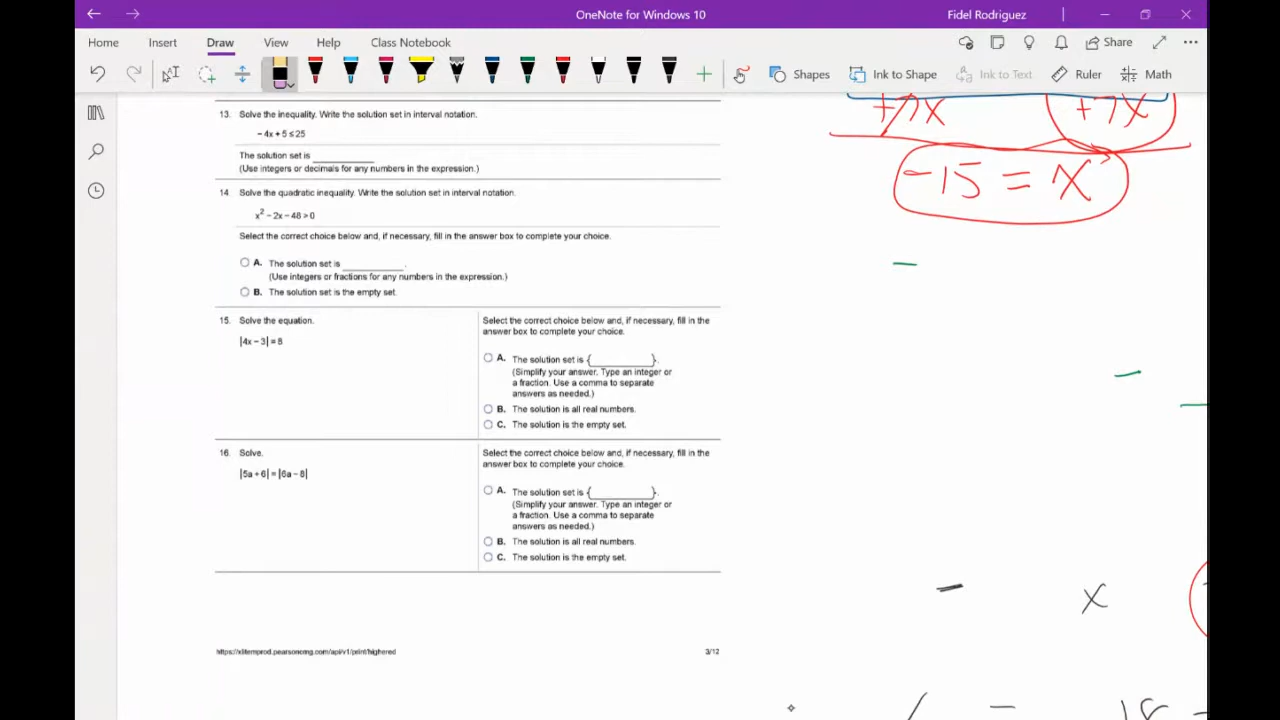 OneNote for Windows 10
Fidel Rodriguez
Home Insert Draw View Help Class Notebook
Share
Shapes Ink to Shape Ink to Text Ruler Math
13. Solve the inequality. Write the solution set in interval notation.
− 4x + 5 ≤ 25
The solution set is ________
(Use integers or decimals for any numbers in the expression.)
14 Solve the quadratic inequality. Write the solution set in interval notation.
x² − 2x − 48 > 0
Select the correct choice below and, if necessary, fill in the answer box to complete your choice.
A. The solution set is ________.
(Use integers or fractions for any numbers in the expression.)
B. The solution set is the empty set.
15. Solve the equation.
|4x − 3| = 8
Select the correct choice below and, if necessary, fill in the
answer box to complete your choice.
A. The solution set is {________}.
(Simplify your answer. Type an integer or
a fraction. Use a comma to separate
answers as needed.)
B. The solution is all real numbers.
C. The solution is the empty set.
16. Solve.
|5a + 6| = |6a − 8|
Select the correct choice below and, if necessary, fill in the
answer box to complete your choice.
A. The solution set is {________}.
(Simplify your answer. Type an integer or
a fraction. Use a comma to separate
answers as needed.)
B. The solution is all real numbers.
C. The solution is the empty set.
https://xlitemprod.pearsoncmg.com/api/v1/print/highered
3/12
+7x +7x
−15 = x
−
−
− x